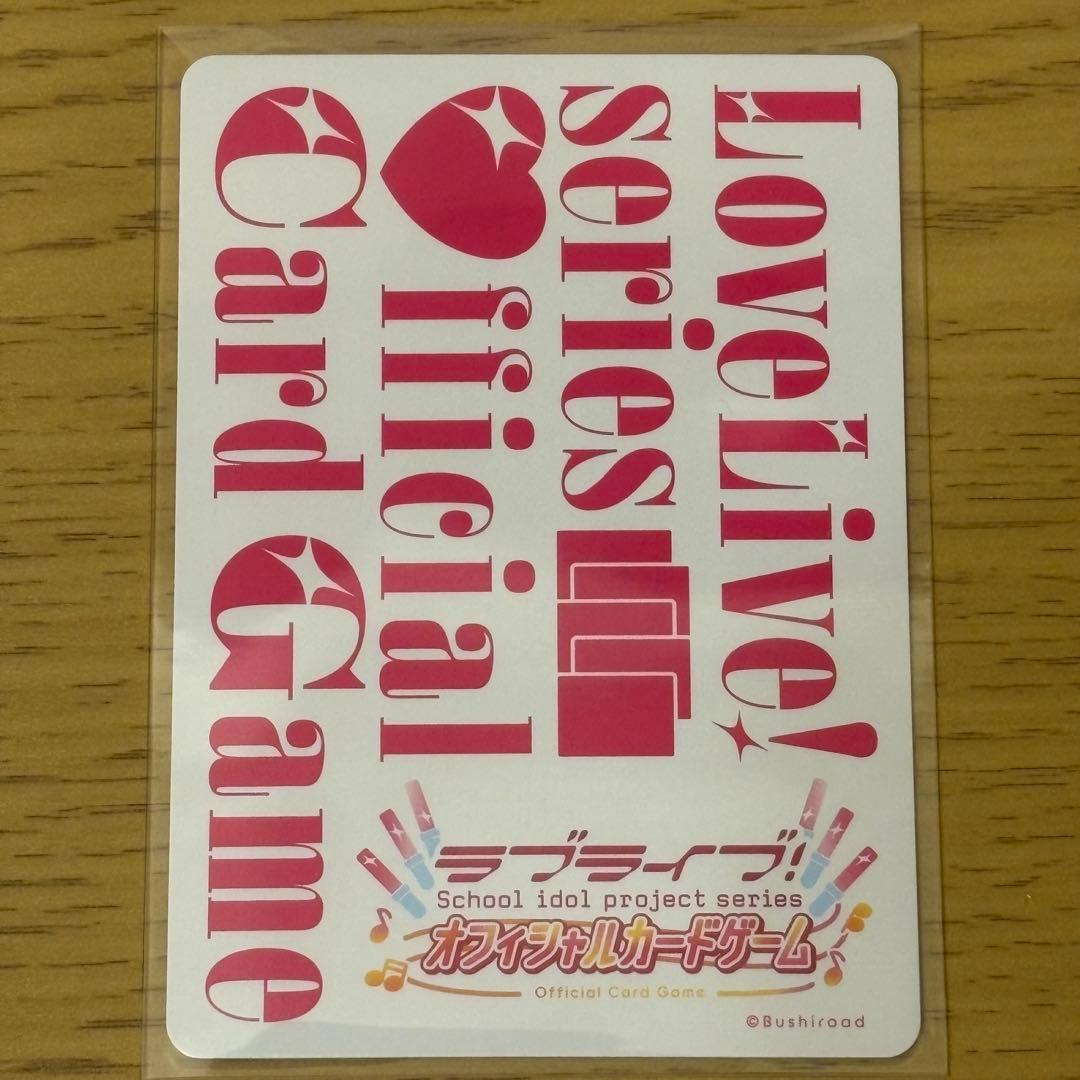 LoveLive!
series
♥fficial
Card Game
ラブライブ!
School idol project series
オフィシャルカードゲーム
Official Card Game
©Bushiroad